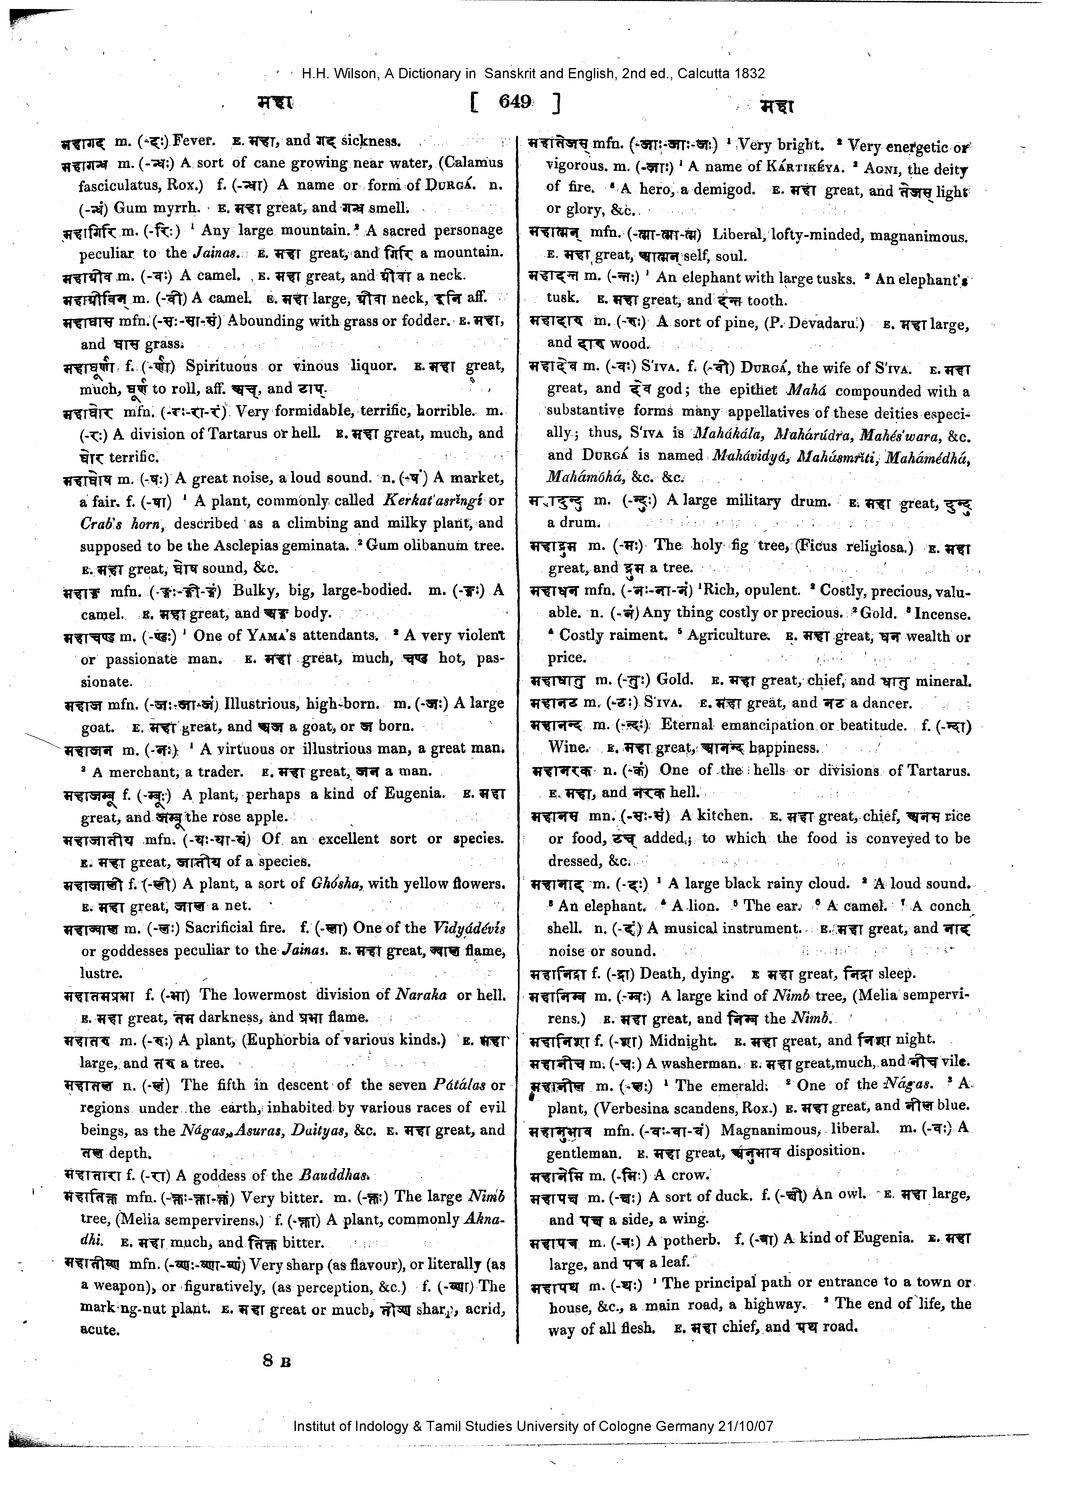 H.H. Wilson, A Dictionary in Sanskrit and English, 2nd ed., Calcutta 1832
महा [ 649 ] महा
महागद m. (-दः) Fever. E. महा, and गद sickness.
महागन्ध m. (-न्धः) A sort of cane growing near water, (Calamus
fasciculatus, Rox.) f. (-न्धा) A name or form of DURGÁ. n.
(-न्धं) Gum myrrh. E. महा great, and गन्ध smell.
महागिरि m. (-रिः) ¹ Any large mountain. ² A sacred personage
peculiar to the Jainas. E. महा great, and गिरि a mountain.
महाग्रीव m. (-वः) A camel. E. महा great, and ग्रीवा a neck.
महाग्रीविन् m. (-वी) A camel. E. महा large, ग्रीवा neck, इनि aff.
महाघास mfn. (-सः-सा-सं) Abounding with grass or fodder. E. महा,
and घास grass.
महाघूर्णा f. (-र्णा) Spirituous or vinous liquor. E. महा great,
much, घूर्ण to roll, aff. अच्, and टाप्.
महाघोर mfn. (-रः-रा-रं) Very formidable, terrific, horrible. m.
(-रः) A division of Tartarus or hell. E. महा great, much, and
घोर terrific.
महाघोष m. (-षः) A great noise, a loud sound. n. (-षं) A market,
a fair. f. (-षा) ¹ A plant, commonly called Kerkat'asrĭngí or
Crab's horn, described as a climbing and milky plant, and
supposed to be the Asclepias geminata. ² Gum olibanum tree.
E. महा great, घोष sound, &c.
महाङ्ग mfn. (-ङ्गः-ङ्गी-ङ्गं) Bulky, big, large-bodied. m. (-ङ्गः) A
camel. E. महा great, and अङ्ग body.
महाचण्ड m. (-ण्डः) ¹ One of YAMA's attendants. ² A very violent
or passionate man. E. महा great, much, चण्ड hot, pas-
sionate.
महाज mfn. (-जः-जा-जं) Illustrious, high-born. m. (-जः) A large
goat. E. महा great, and अज a goat, or ज born.
महाजन m. (-नः) ¹ A virtuous or illustrious man, a great man.
² A merchant, a trader. E. महा great, जन a man.
महाजम्बू f. (-म्बूः) A plant, perhaps a kind of Eugenia. E. महा
great, and जम्बू the rose apple.
महाजातीय mfn. (-यः-या-यं) Of an excellent sort or species.
E. महा great, जातीय of a species.
महाजाली f. (-ली) A plant, a sort of Ghósha, with yellow flowers.
E. महा great, जाल a net.
महाज्वाल m. (-लः) Sacrificial fire. f. (-ला) One of the Vidyádévis
or goddesses peculiar to the Jainas. E. महा great, ज्वाल flame,
lustre.
महातमप्रभा f. (-भा) The lowermost division of Naraka or hell.
E. महा great, तम darkness, and प्रभा flame.
महातरु m. (-रुः) A plant, (Euphorbia of various kinds.) E. महा
large, and तरु a tree.
महातल n. (-लं) The fifth in descent of the seven Pátálas or
regions under the earth, inhabited by various races of evil
beings, as the Nágas, Asuras, Daityas, &c. E. महा great, and
तल depth.
महातारा f. (-रा) A goddess of the Bauddhas.
महातिक्त mfn. (-क्तः-क्ता-क्तं) Very bitter. m. (-क्तः) The large Nimb
tree, (Melia sempervirens.) f. (-क्ता) A plant, commonly Akna-
dhi. E. महा much, and तिक्त bitter.
महातीक्ष्ण mfn. (-क्ष्णः-क्ष्णा-क्ष्णं) Very sharp (as flavour), or literally (as
a weapon), or figuratively, (as perception, &c.) f. (-क्ष्णा) The
mark ng-nut plant. E. महा great or much, तीक्ष्ण sharp, acrid,
acute.
8 B
महातेजस् mfn. (-जाः-जाः-जः) ¹ Very bright. ² Very energetic or
vigorous. m. (-जाः) ¹ A name of KÁRTIKÉYA. ² AGNI, the deity
of fire. ³ A hero, a demigod. E. महा great, and तेजस् light
or glory, &c.
महात्मन् mfn. (-त्मा-त्मा-त्म) Liberal, lofty-minded, magnanimous.
E. महा great, आत्मन् self, soul.
महादन्त m. (-न्तः) ¹ An elephant with large tusks. ² An elephant's
tusk. E. महा great, and दन्त tooth.
महादारु m. (-रुः) A sort of pine, (P. Devadaru.) E. महा large,
and दारु wood.
महादेव m. (-वः) S'IVA. f. (-वी) DURGÁ, the wife of S'IVA. E. महा
great, and देव god; the epithet Mahá compounded with a
substantive forms many appellatives of these deities especi-
ally; thus, S'IVA is Mahákála, Mahárúdra, Mahés'wara, &c.
and DURGÁ is named Mahávidyá, Mahásmrĭti, Mahámédhá,
Mahámóhá, &c. &c.
महादुन्दु m. (-न्दुः) A large military drum. E. महा great, दुन्दु
a drum.
महाद्रुम m. (-मः) The holy fig tree, (Ficus religiosa.) E. महा
great, and द्रुम a tree.
महाधन mfn. (-नः-ना-नं) ¹ Rich, opulent. ² Costly, precious, valu-
able. n. (-नं) Any thing costly or precious. ² Gold. ³ Incense.
⁴ Costly raiment. ⁵ Agriculture. E. महा great, धन wealth or
price.
महाधातु m. (-तुः) Gold. E. महा great, chief, and धातु mineral.
महानट m. (-टः) S'IVA. E. महा great, and नट a dancer.
महानन्द m. (-न्दः) Eternal emancipation or beatitude. f. (-न्दा)
Wine. E. महा great, आनन्द happiness.
महानरक n. (-कं) One of the hells or divisions of Tartarus.
E. महा, and नरक hell.
महानस mn. (-सः-सं) A kitchen. E. महा great, chief, अनस rice
or food, टच् added; to which the food is conveyed to be
dressed, &c.
महानाद m. (-दः) ¹ A large black rainy cloud. ² A loud sound.
³ An elephant. ⁴ A lion. ⁵ The ear. ⁶ A camel. ⁷ A conch
shell. n. (-दं) A musical instrument. E. महा great, and नाद
noise or sound.
महानिद्रा f. (-द्रा) Death, dying. E महा great, निद्रा sleep.
महानिम्ब m. (-म्बः) A large kind of Nimb tree, (Melia sempervi-
rens.) E. महा great, and निम्ब the Nimb.
महानिशा f. (-शा) Midnight. E. महा great, and निशा night.
महानीच m. (-चः) A washerman. E. महा great, much, and नीच vile.
महानील m. (-लः) ¹ The emerald. ² One of the Nágas. ³ A
plant, (Verbesina scandens, Rox.) E. महा great, and नील blue.
महानुभाव mfn. (-वः-वा-वं) Magnanimous, liberal. m. (-वः) A
gentleman. E. महा great, अनुभाव disposition.
महानेमि m. (-मिः) A crow.
महापक्ष m. (-क्षः) A sort of duck. f. (-क्षी) An owl. E. महा large,
and पक्ष a side, a wing.
महापत्र m. (-त्रः) A potherb. f. (-त्रा) A kind of Eugenia. E. महा
large, and पत्र a leaf.
महापथ m. (-थः) ¹ The principal path or entrance to a town or
house, &c., a main road, a highway. ² The end of life, the
way of all flesh. E. महा chief, and पथ road.
Institut of Indology & Tamil Studies University of Cologne Germany 21/10/07